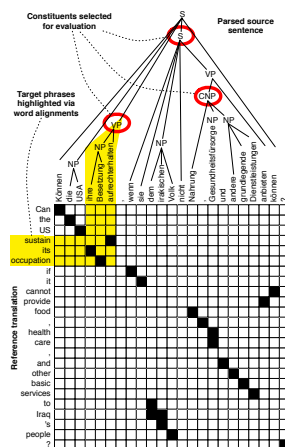 S
Constituents selected
for evaluation
Parsed source
sentence
S
VP
CNP
Target phrases
highlighted via
word alignments
VP
NP
NP
NP
NP
NP
Können
die
USA
ihre
Besetzung
aufrechterhalten
,
wenn
sie
dem
irakischen
Volk
nicht
Nahrung
,
Gesundheitsfürsorge
und
andere
grundlegende
Dienstleistungen
anbieten
können
?
Reference translation
Can
the
US
sustain
its
occupation
if
it
cannot
provide
food
,
health
care
,
and
other
basic
services
to
Iraq
's
people
?